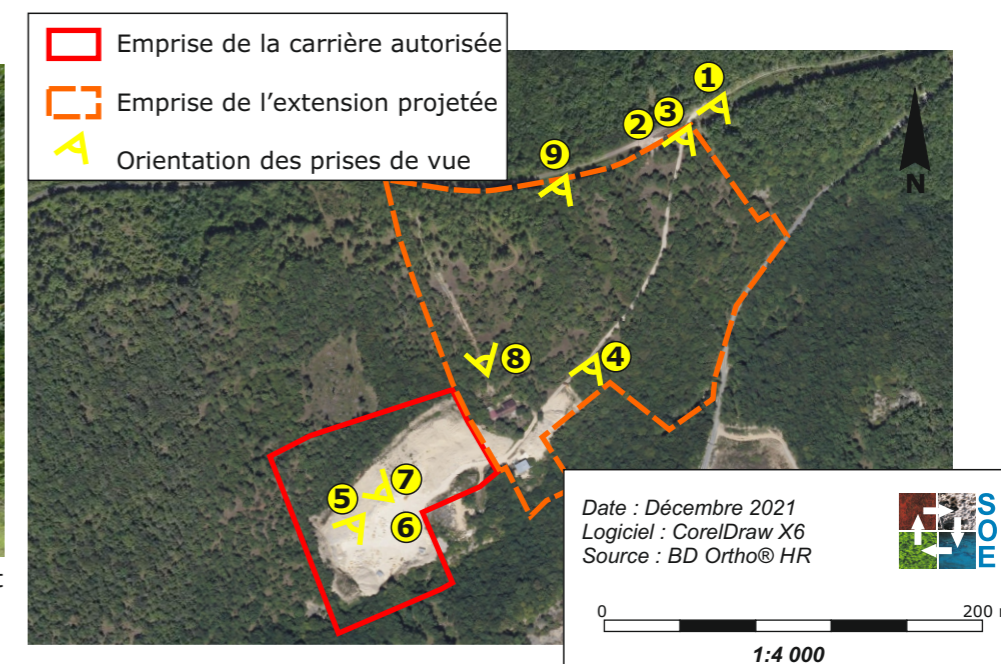 Emprise de la carrière autorisée
Emprise de l'extension projetée
Orientation des prises de vue
1
3
2
9
N
8
4
7
5
6
Date : Décembre 2021
Logiciel : CorelDraw X6
Source : BD Ortho® HR
S
O
E
0 200 m
1:4 000
t